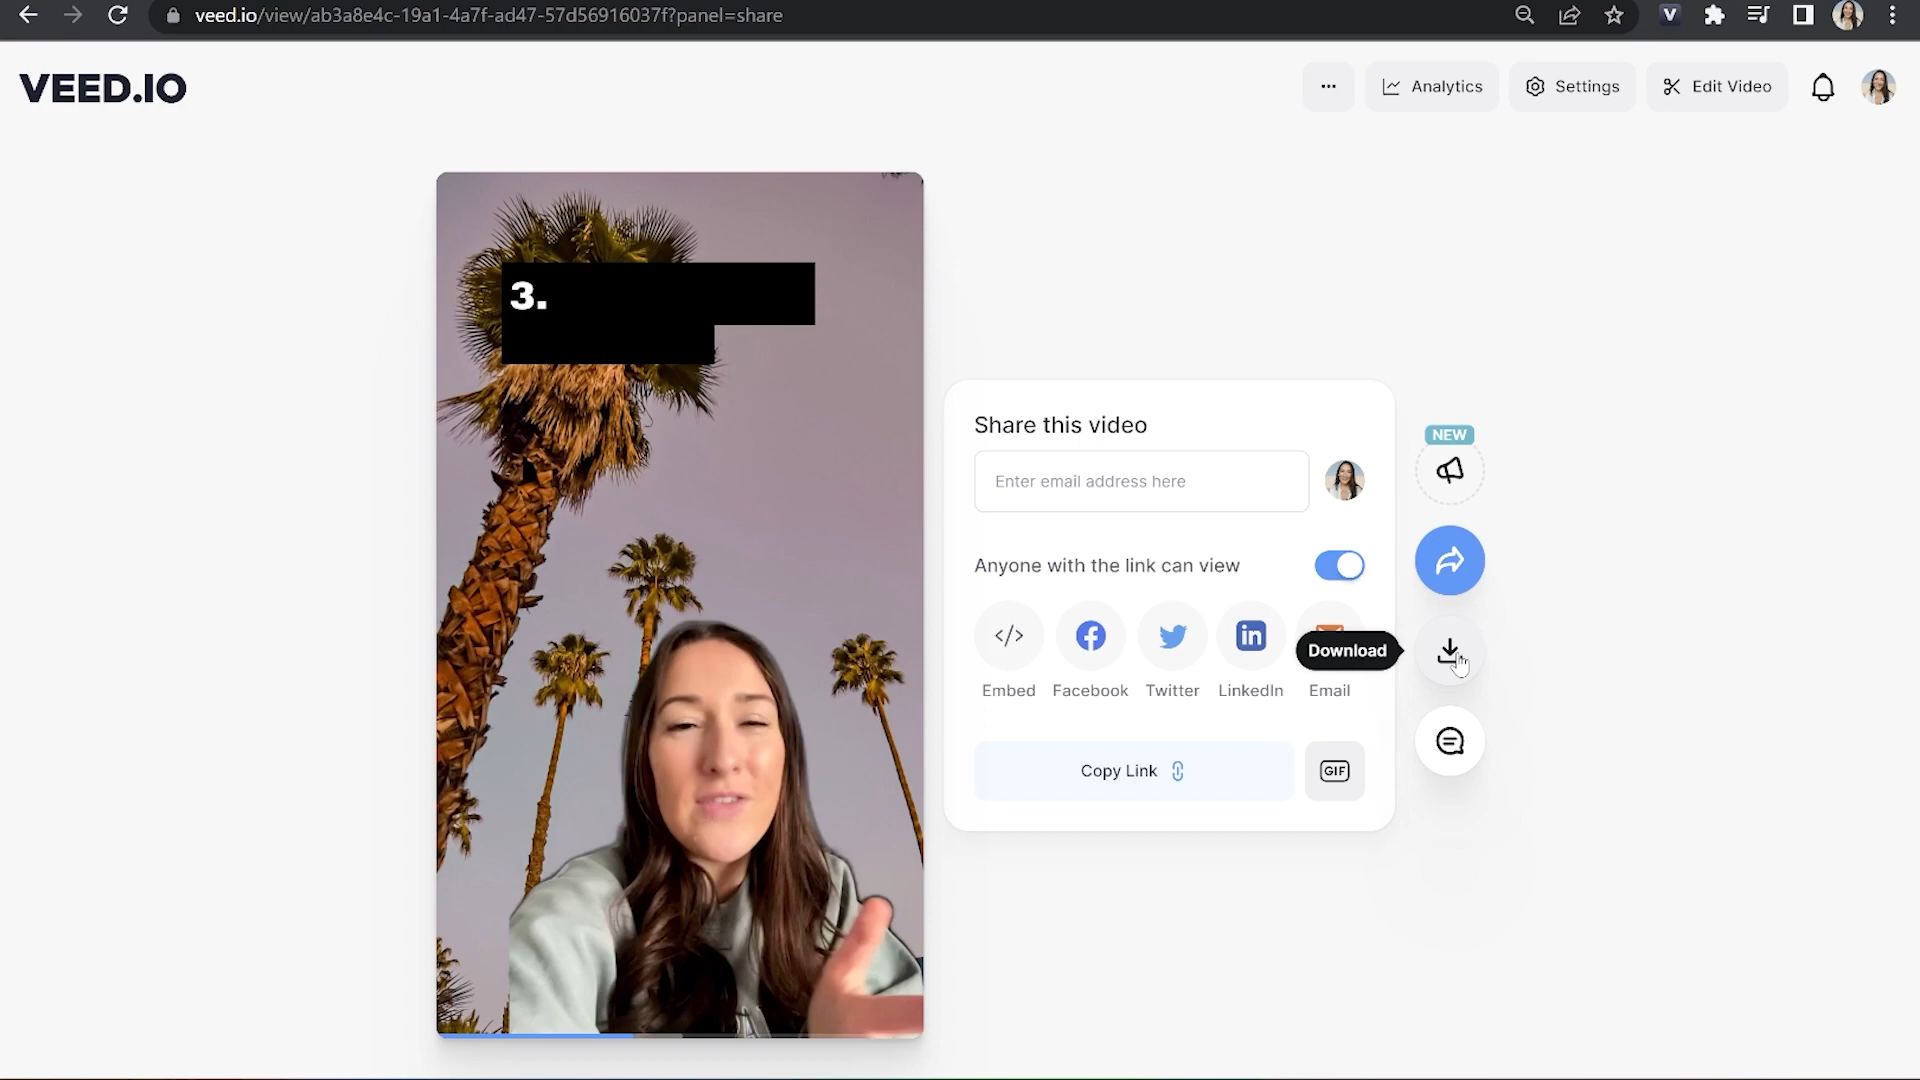 veed.io/view/ab3a8e4c-19a1-4a7f-ad47-57d56916037f?panel=share
V
VEED.IO
Analytics
Settings
Edit Video
3.
Share this video
NEW
Enter email address here
Anyone with the link can view
Download
Embed
Facebook
Twitter
LinkedIn
Email
Copy Link
GIF